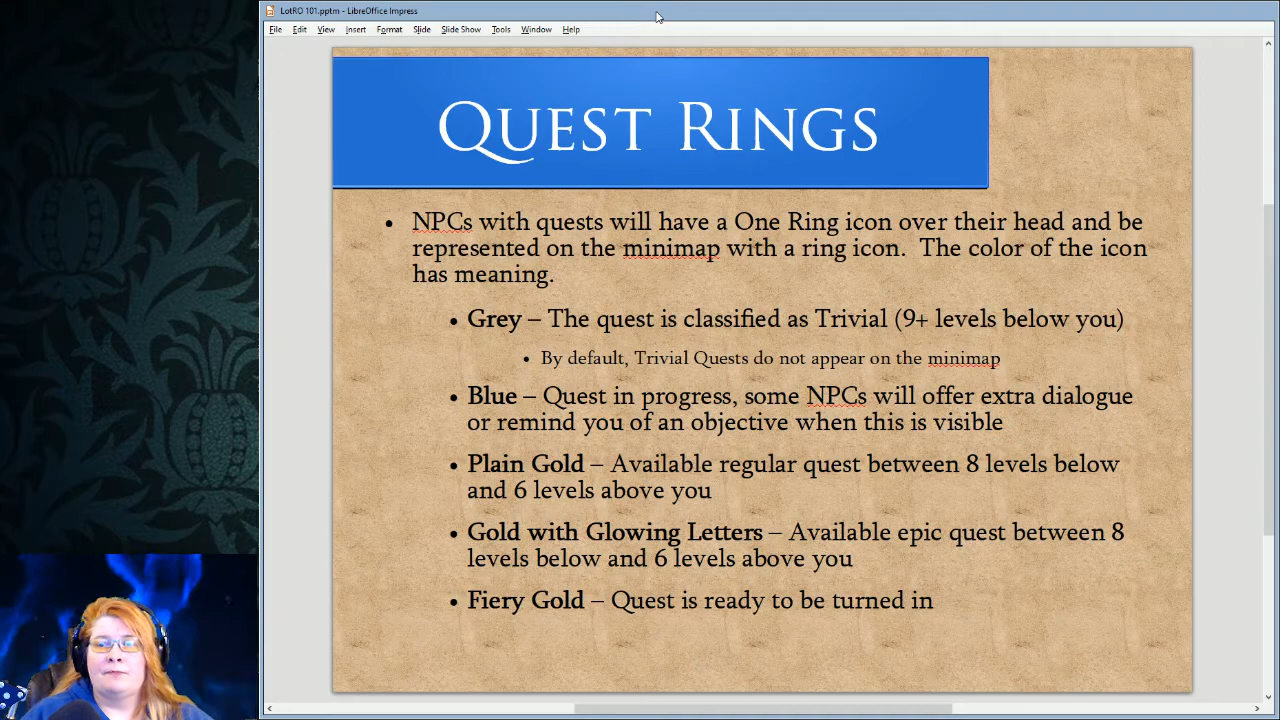 LotRO 101.pptm - LibreOffice Impress
File Edit View Insert Format Slide Slide Show Tools Window Help
QUEST RINGS
• NPCs with quests will have a One Ring icon over their head and be
represented on the minimap with a ring icon.  The color of the icon
has meaning.
• Grey – The quest is classified as Trivial (9+ levels below you)
• By default, Trivial Quests do not appear on the minimap
• Blue – Quest in progress, some NPCs will offer extra dialogue
or remind you of an objective when this is visible
• Plain Gold – Available regular quest between 8 levels below
and 6 levels above you
• Gold with Glowing Letters – Available epic quest between 8
levels below and 6 levels above you
• Fiery Gold – Quest is ready to be turned in